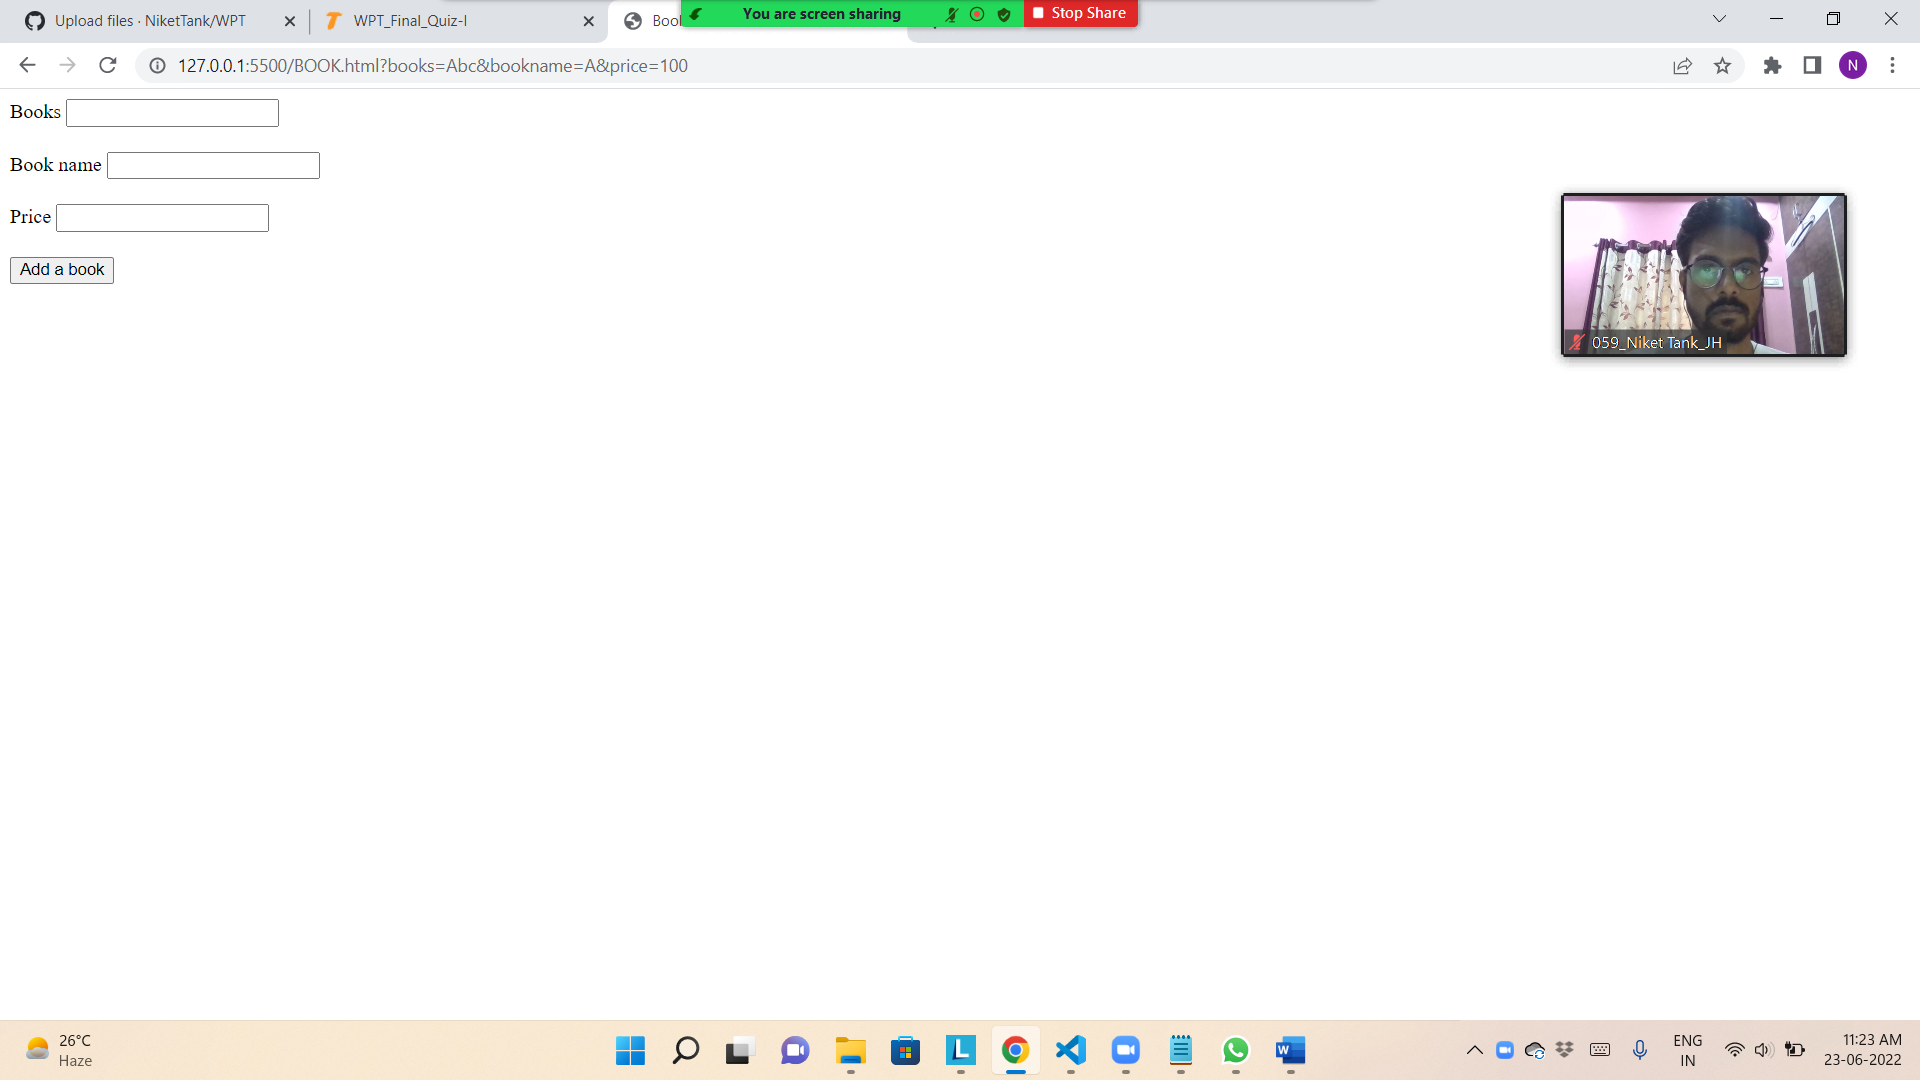 Upload files · NiketTank/WPT
WPT_Final_Quiz-I
You are screen sharing
Stop Share
127.0.0.1:5500/BOOK.html?books=Abc&bookname=A&price=100
N
Books
Book name
Price
Add a book
059_Niket Tank_JH
26°C
Haze
ENG
IN
11:23 AM
23-06-2022